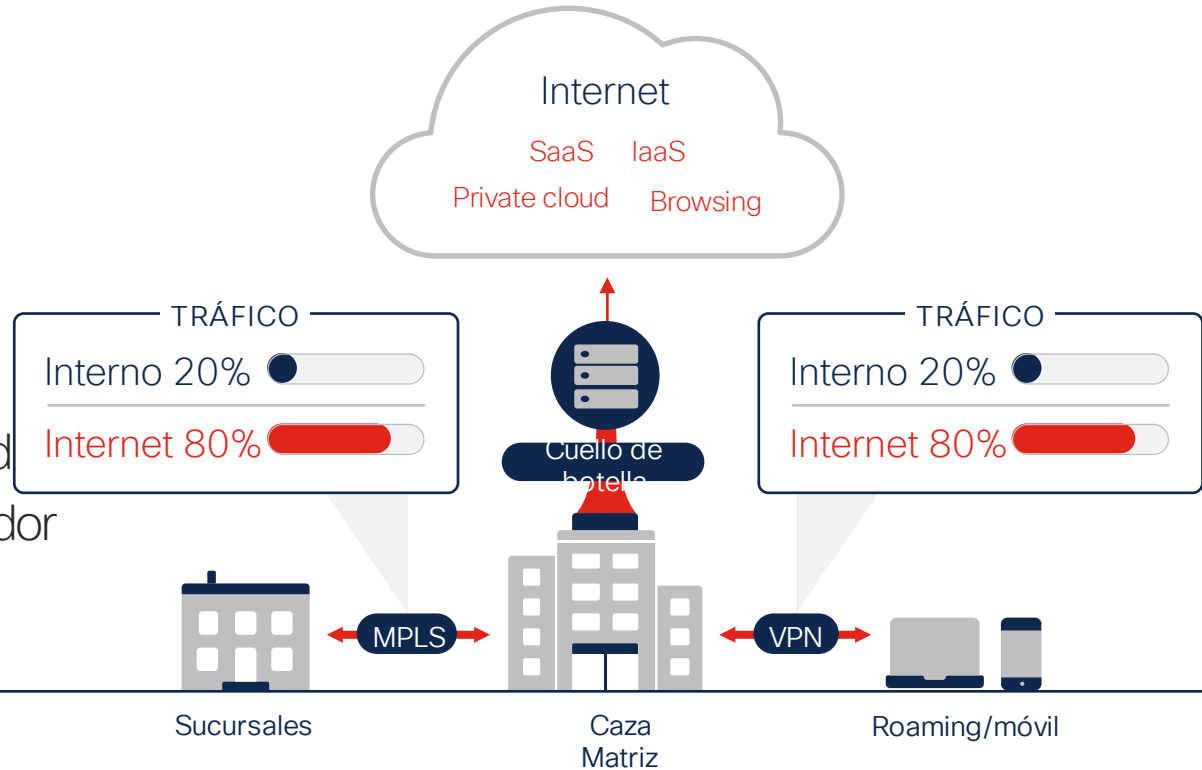 Internet
SaaS IaaS
Private cloud Browsing
TRÁFICO
Interno 20%
Internet 80%
TRÁFICO
Interno 20%
Internet 80%
Cuello de
botella
MPLS
VPN
Sucursales
Caza
Matriz
Roaming/móvil